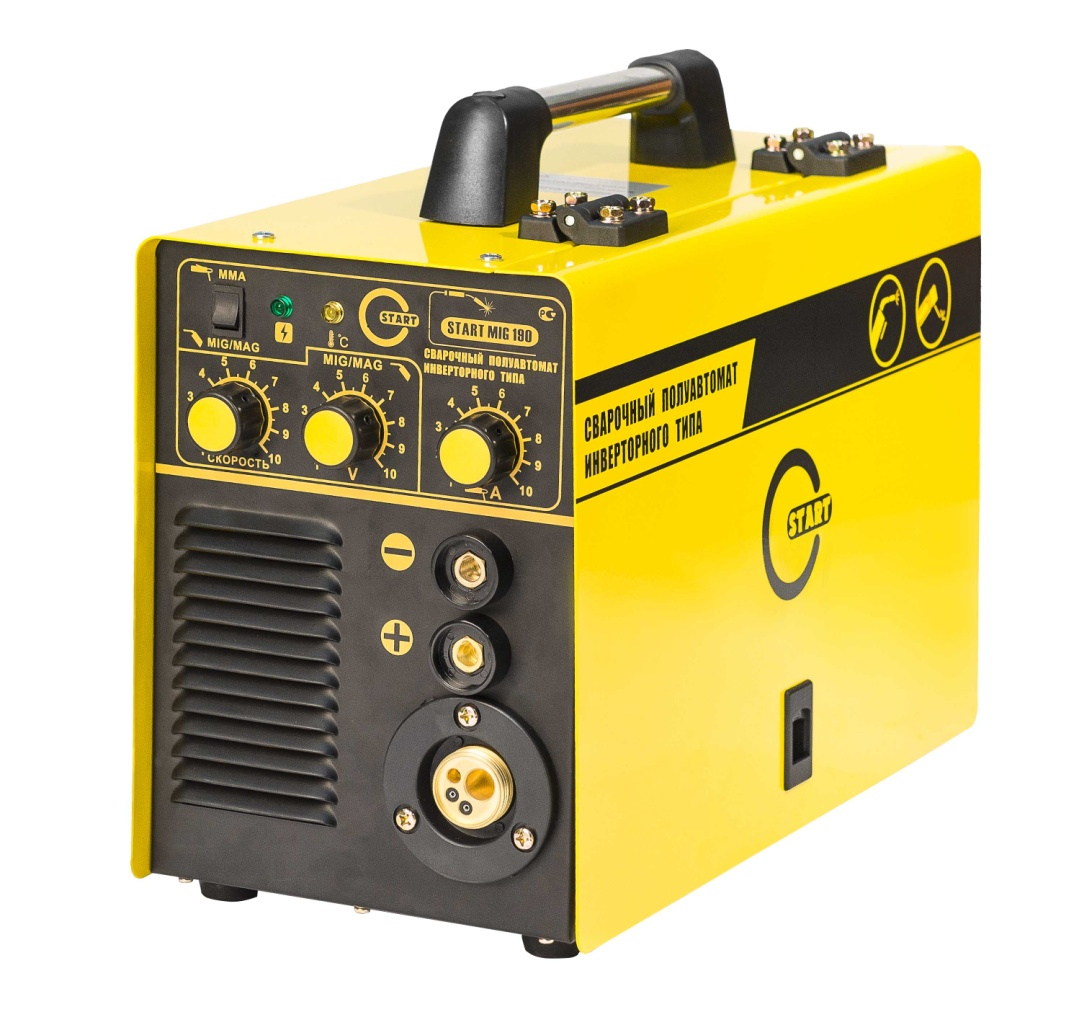 MMA
MIG/MAG
°C
START
START MIG 190
РСТ
СВАРОЧНЫЙ ПОЛУАВТОМАТ
ИНВЕРТОРНОГО ТИПА
3 4 5 6 7 8 9 10
СКОРОСТЬ
MIG/MAG
3 4 5 6 7 8 9 10
V
3 4 5 6 7 8 9 10
A
− +
СВАРОЧНЫЙ ПОЛУАВТОМАТ
ИНВЕРТОРНОГО ТИПА
START